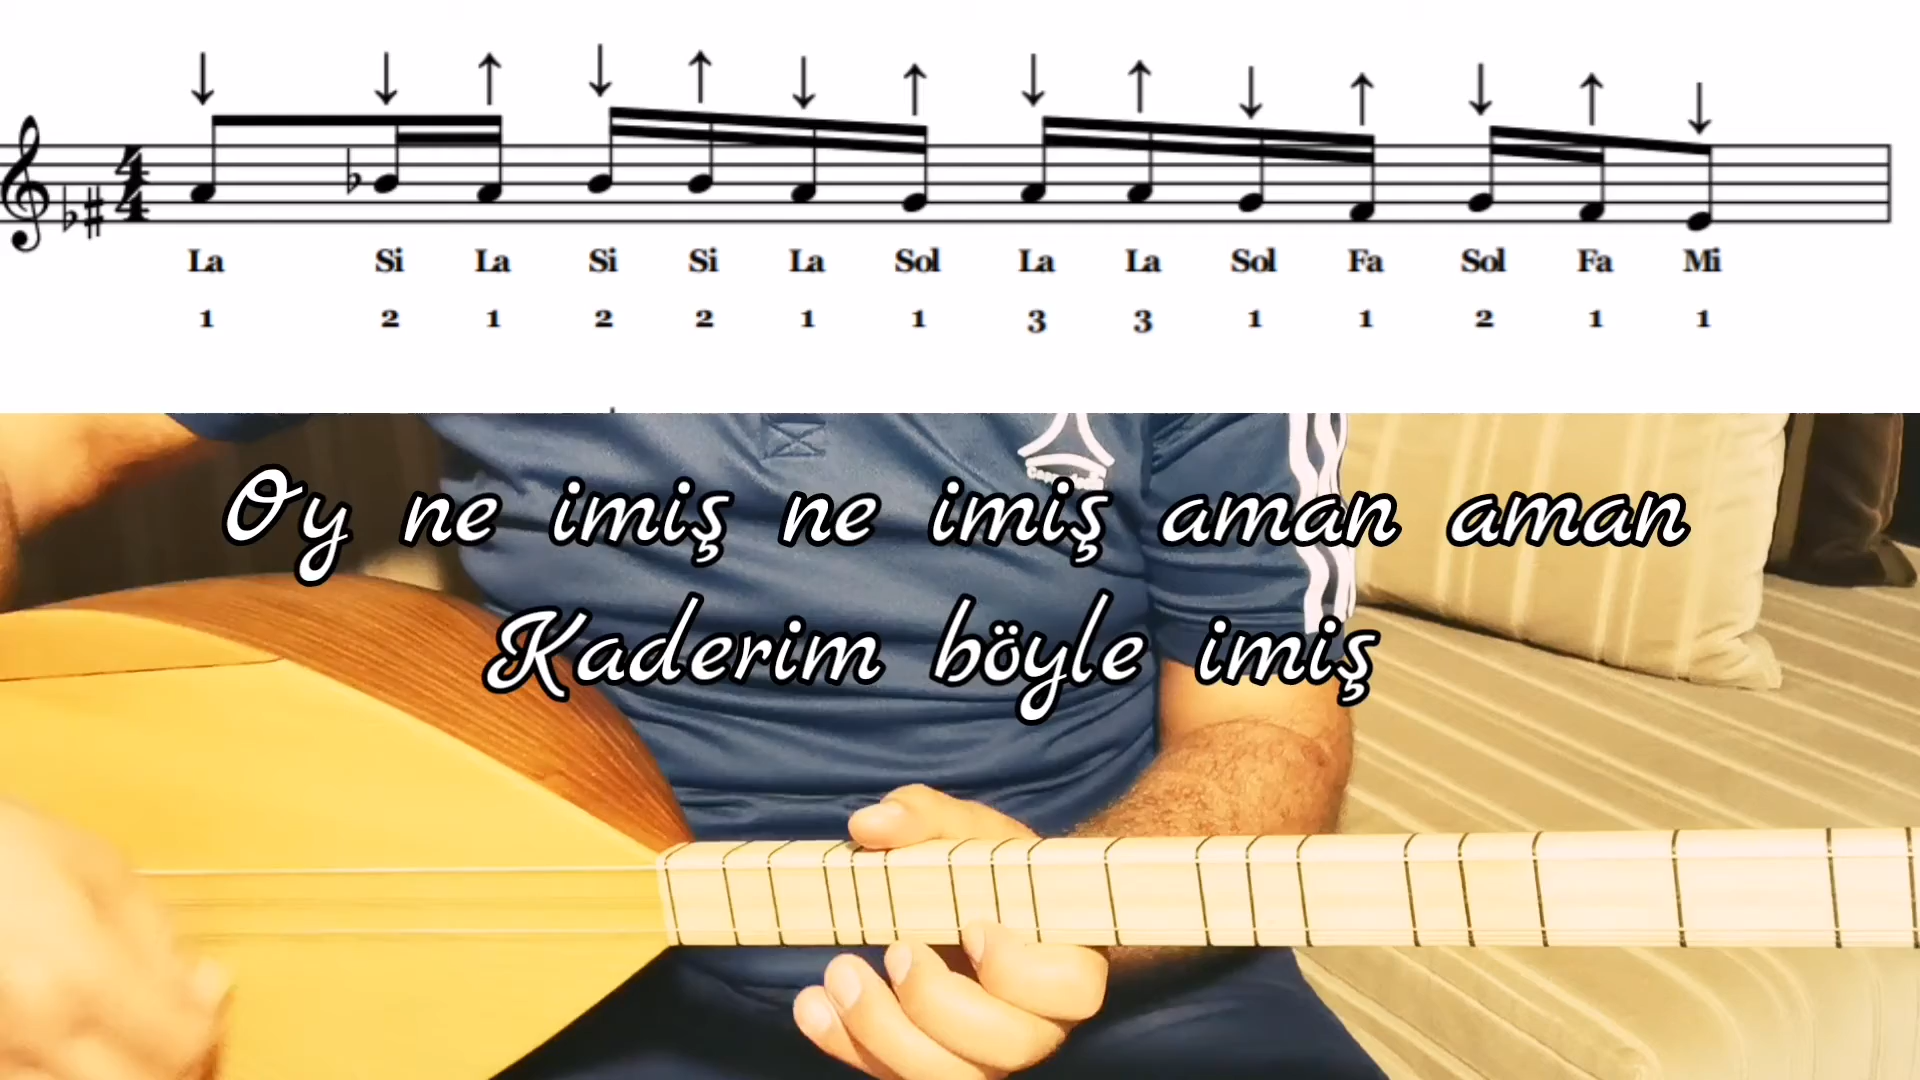 4
4
La Si La Si Si La Sol La La Sol Fa Sol Fa Mi
1 2 1 2 2 1 1 3 3 1 1 2 1 1
Oy ne imiş ne imiş aman aman
Kaderim böyle imiş